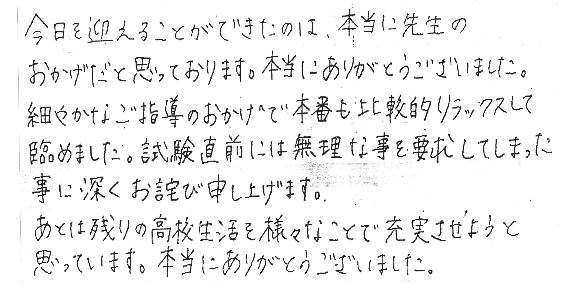 今日を迎えることができたのは、本当に先生の
おかげだと思っております。本当にありがとうございました。
細やかなご指導のおかげで本番も比較的リラックスして
臨めました。試験直前には無理な事を要求してしまった
事に深くお詫び申し上げます。
あとは残りの高校生活を様々なことで充実させようと
思っています。本当にありがとうございました。